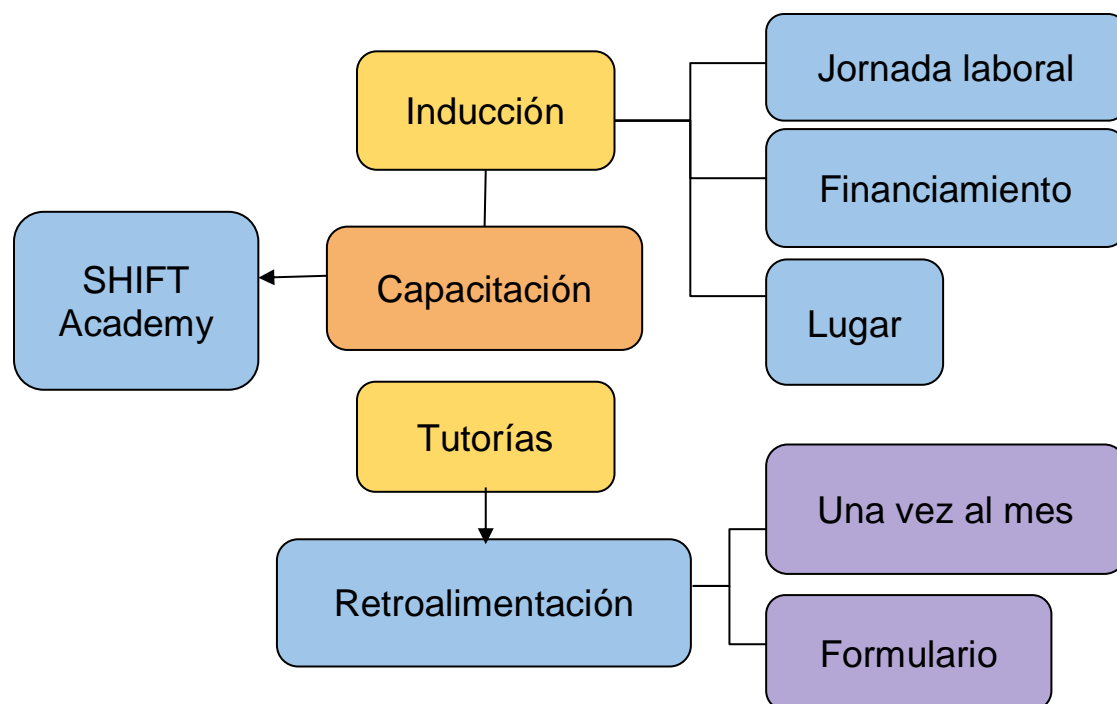 Inducción
Jornada laboral
Financiamiento
Lugar
Capacitación
SHIFT
Academy
Tutorías
Retroalimentación
Una vez al mes
Formulario